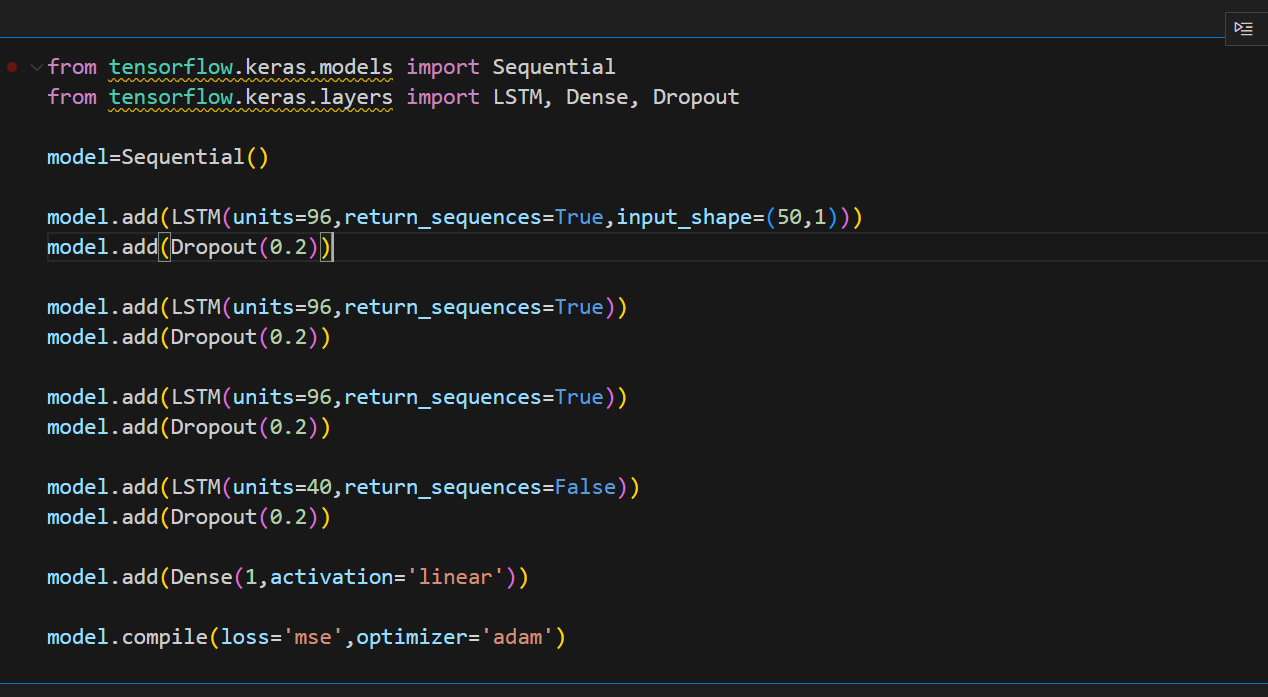 from tensorflow.keras.models import Sequential
from tensorflow.keras.layers import LSTM, Dense, Dropout
model=Sequential()
model.add(LSTM(units=96,return_sequences=True,input_shape=(50,1)))
model.add(Dropout(0.2))
model.add(LSTM(units=96,return_sequences=True))
model.add(Dropout(0.2))
model.add(LSTM(units=96,return_sequences=True))
model.add(Dropout(0.2))
model.add(LSTM(units=40,return_sequences=False))
model.add(Dropout(0.2))
model.add(Dense(1,activation='linear'))
model.compile(loss='mse',optimizer='adam')